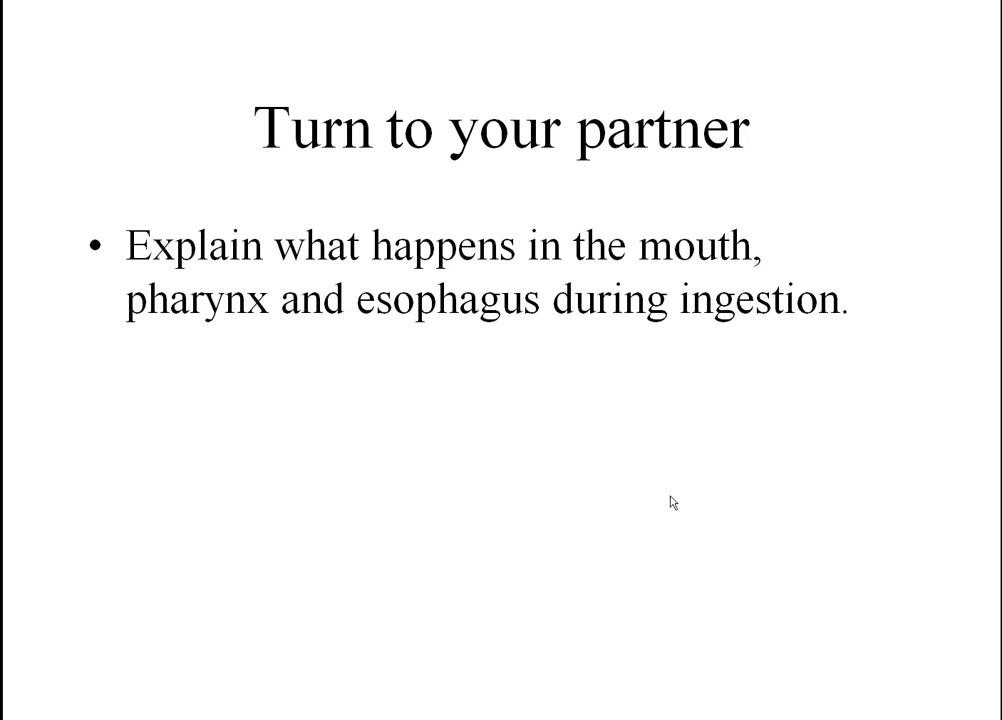 Turn to your partner
• Explain what happens in the mouth,
pharynx and esophagus during ingestion.